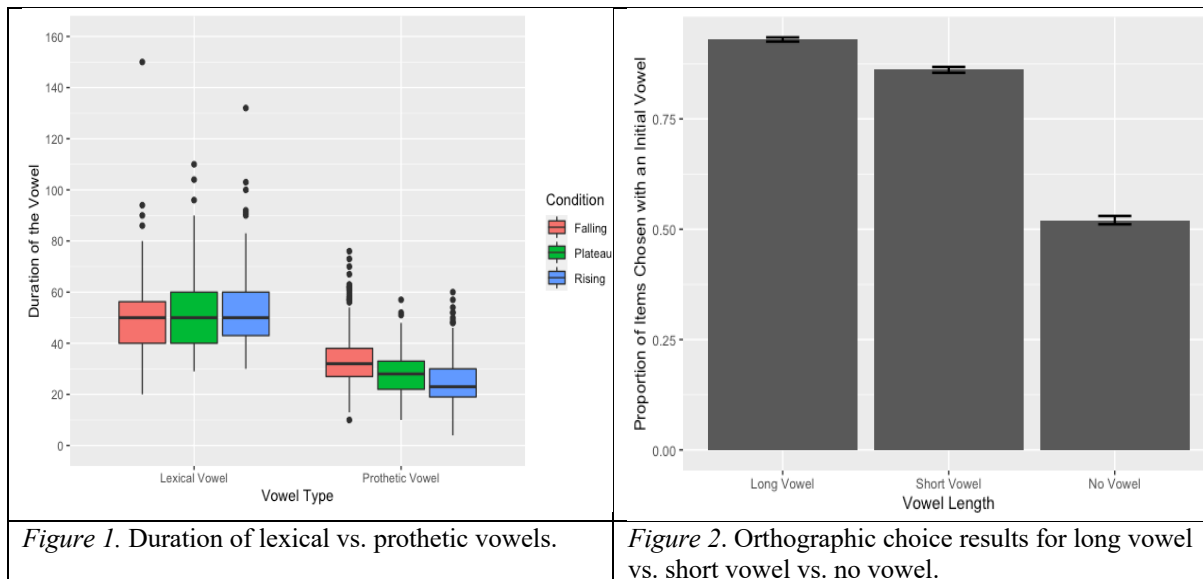 Duration of the Vowel
160
140
120
100
80
60
40
20
0
Lexical Vowel
Prothetic Vowel
Vowel Type
Condition
Falling
Plateau
Rising
Figure 1. Duration of lexical vs. prothetic vowels.
Proportion of Items Chosen with an Initial Vowel
0.75
0.50
0.25
0.00
Long Vowel
Short Vowel
No Vowel
Vowel Length
Figure 2. Orthographic choice results for long vowel
vs. short vowel vs. no vowel.